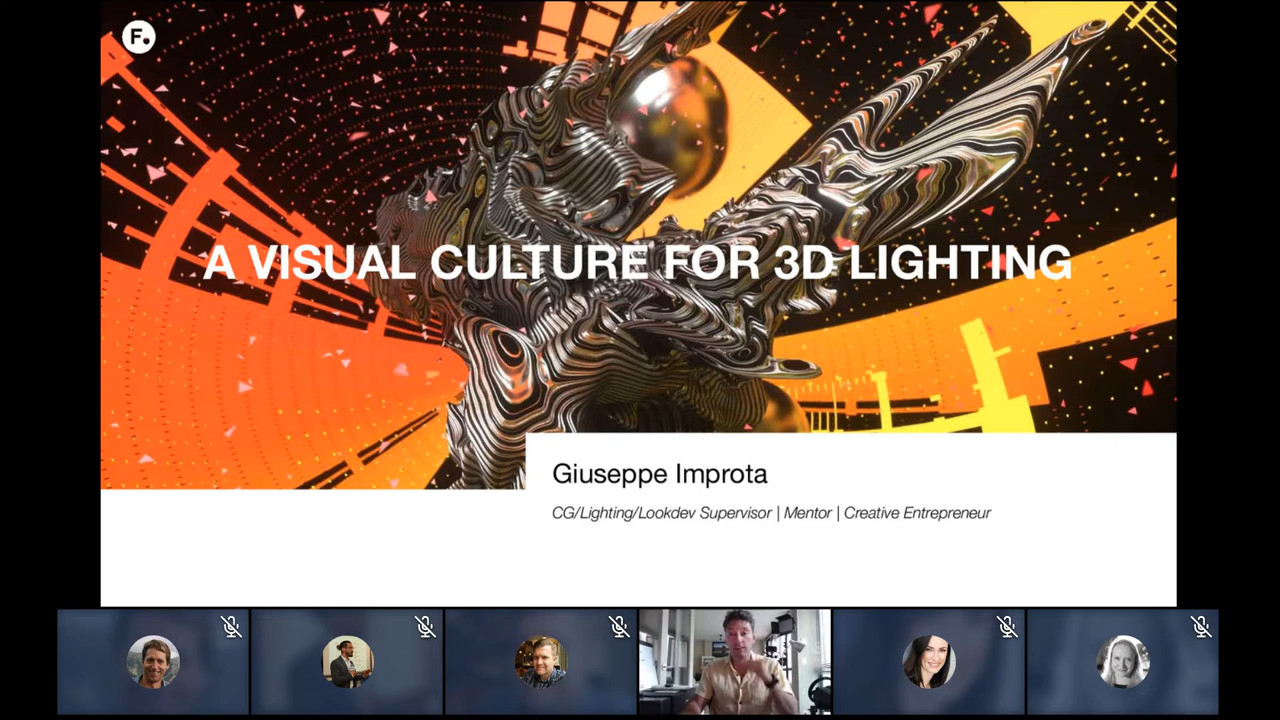 F.
A VISUAL CULTURE FOR 3D LIGHTING
Giuseppe Improta
CG/Lighting/Lookdev Supervisor | Mentor | Creative Entrepreneur